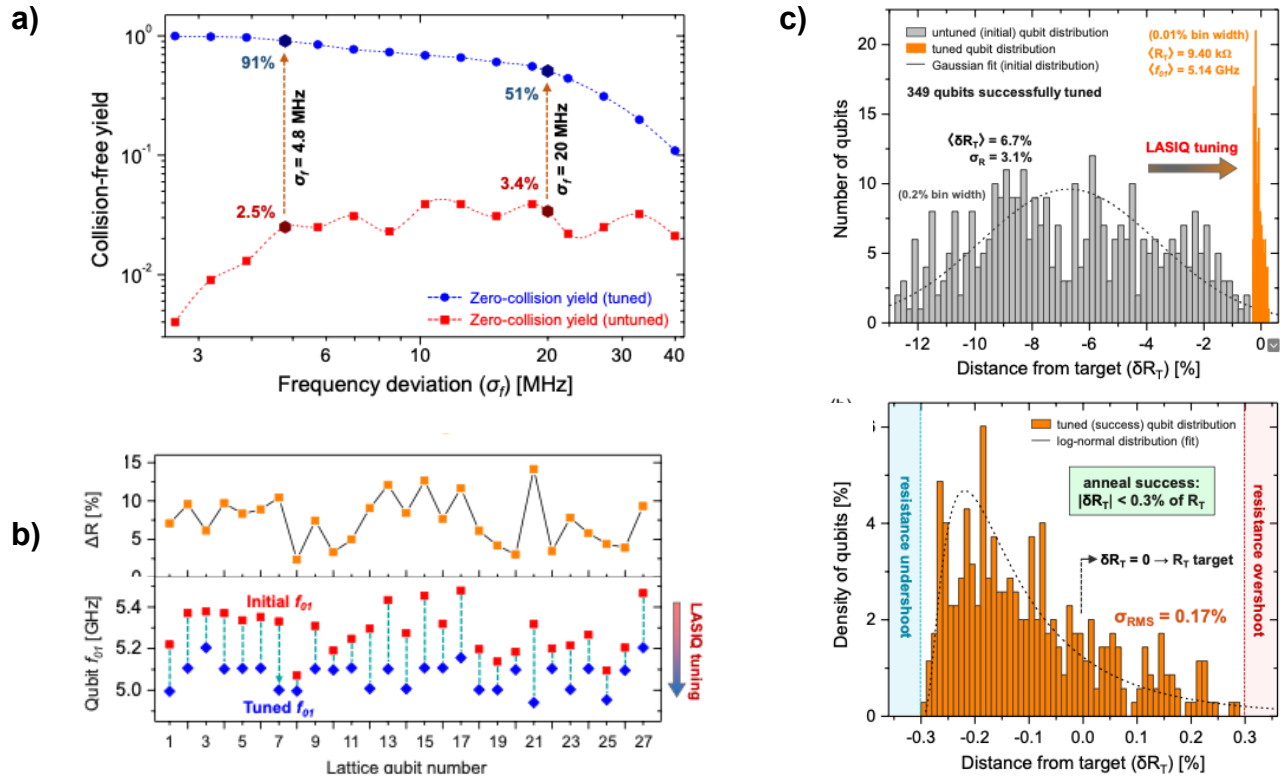 a)
10⁰
10⁻¹
10⁻²
Collision-free yield
91%
σf = 4.8 MHz
2.5%
51%
σf = 20 MHz
3.4%
Zero-collision yield (tuned)
Zero-collision yield (untuned)
3 6 10 20 30 40
Frequency deviation (σf) [MHz]
b)
ΔR [%]
15
10
5
Qubit f01 [GHz]
5.4
5.2
5.0
Initial f01
Tuned f01
LASIQ tuning
1 3 5 7 9 11 13 15 17 19 21 23 25 27
Lattice qubit number
c)
Number of qubits
20
15
10
5
0
untuned (initial) qubit distribution
tuned qubit distribution
Gaussian fit (initial distribution)
349 qubits successfully tuned
(0.01% bin width)
⟨RT⟩ = 9.40 kΩ
⟨f01⟩ = 5.14 GHz
⟨δRT⟩ = 6.7%
σR = 3.1%
LASIQ tuning
(0.2% bin width)
-12 -10 -8 -6 -4 -2 0
Distance from target (δRT) [%]
Density of qubits [%]
4
2
0
tuned (success) qubit distribution
log-normal distribution (fit)
anneal success:
|δRT| < 0.3% of RT
resistance undershoot
resistance overshoot
δRT = 0 → RT target
σRMS = 0.17%
-0.3 -0.2 -0.1 0.0 0.1 0.2 0.3
Distance from target (δRT) [%]